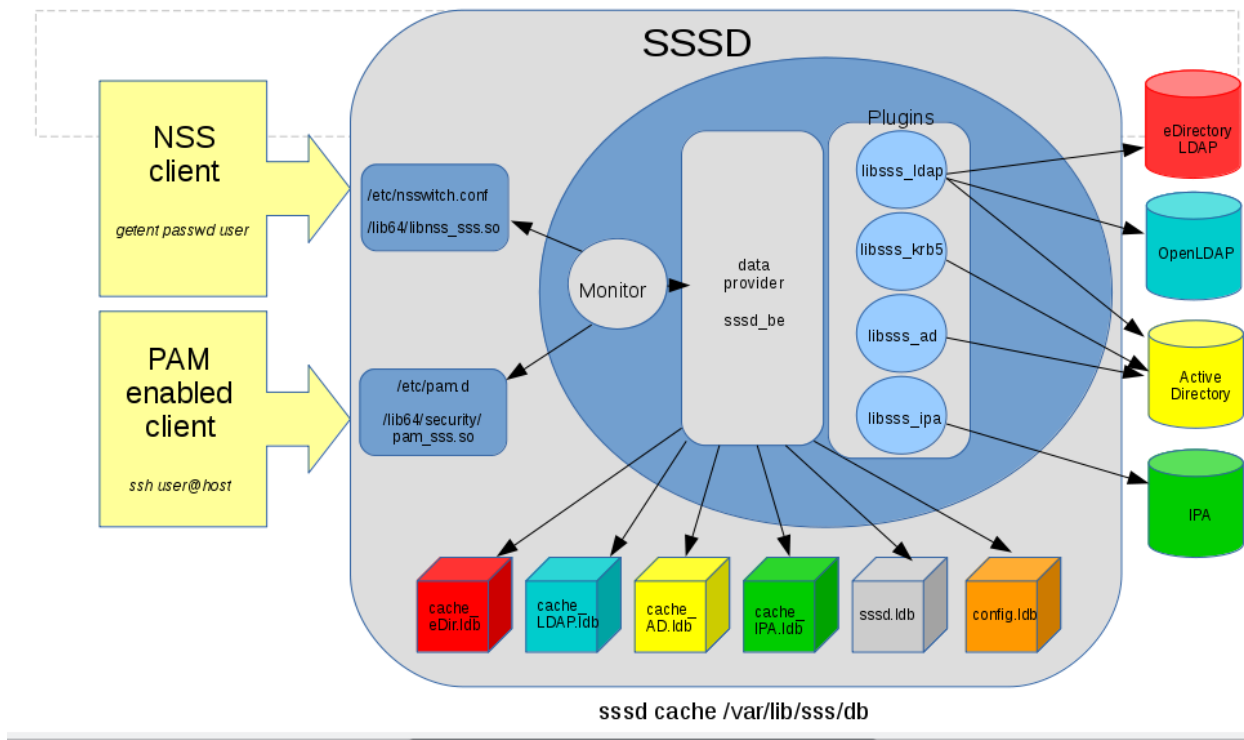 SSSD
NSS
client
getent passwd user
PAM
enabled
client
ssh user@host
/etc/nsswitch.conf
/lib64/libnss_sss.so
/etc/pam.d
/lib64/security/
pam_sss.so
Monitor
data
provider
sssd_be
Plugins
libsss_ldap
libsss_krb5
libsss_ad
libsss_ipa
eDirectory
LDAP
OpenLDAP
Active
Directory
IPA
cache_
eDir.ldb
cache_
LDAP.ldb
cache_
AD.ldb
cache_
IPA.ldb
sssd.ldb
config.ldb
sssd cache /var/lib/sss/db